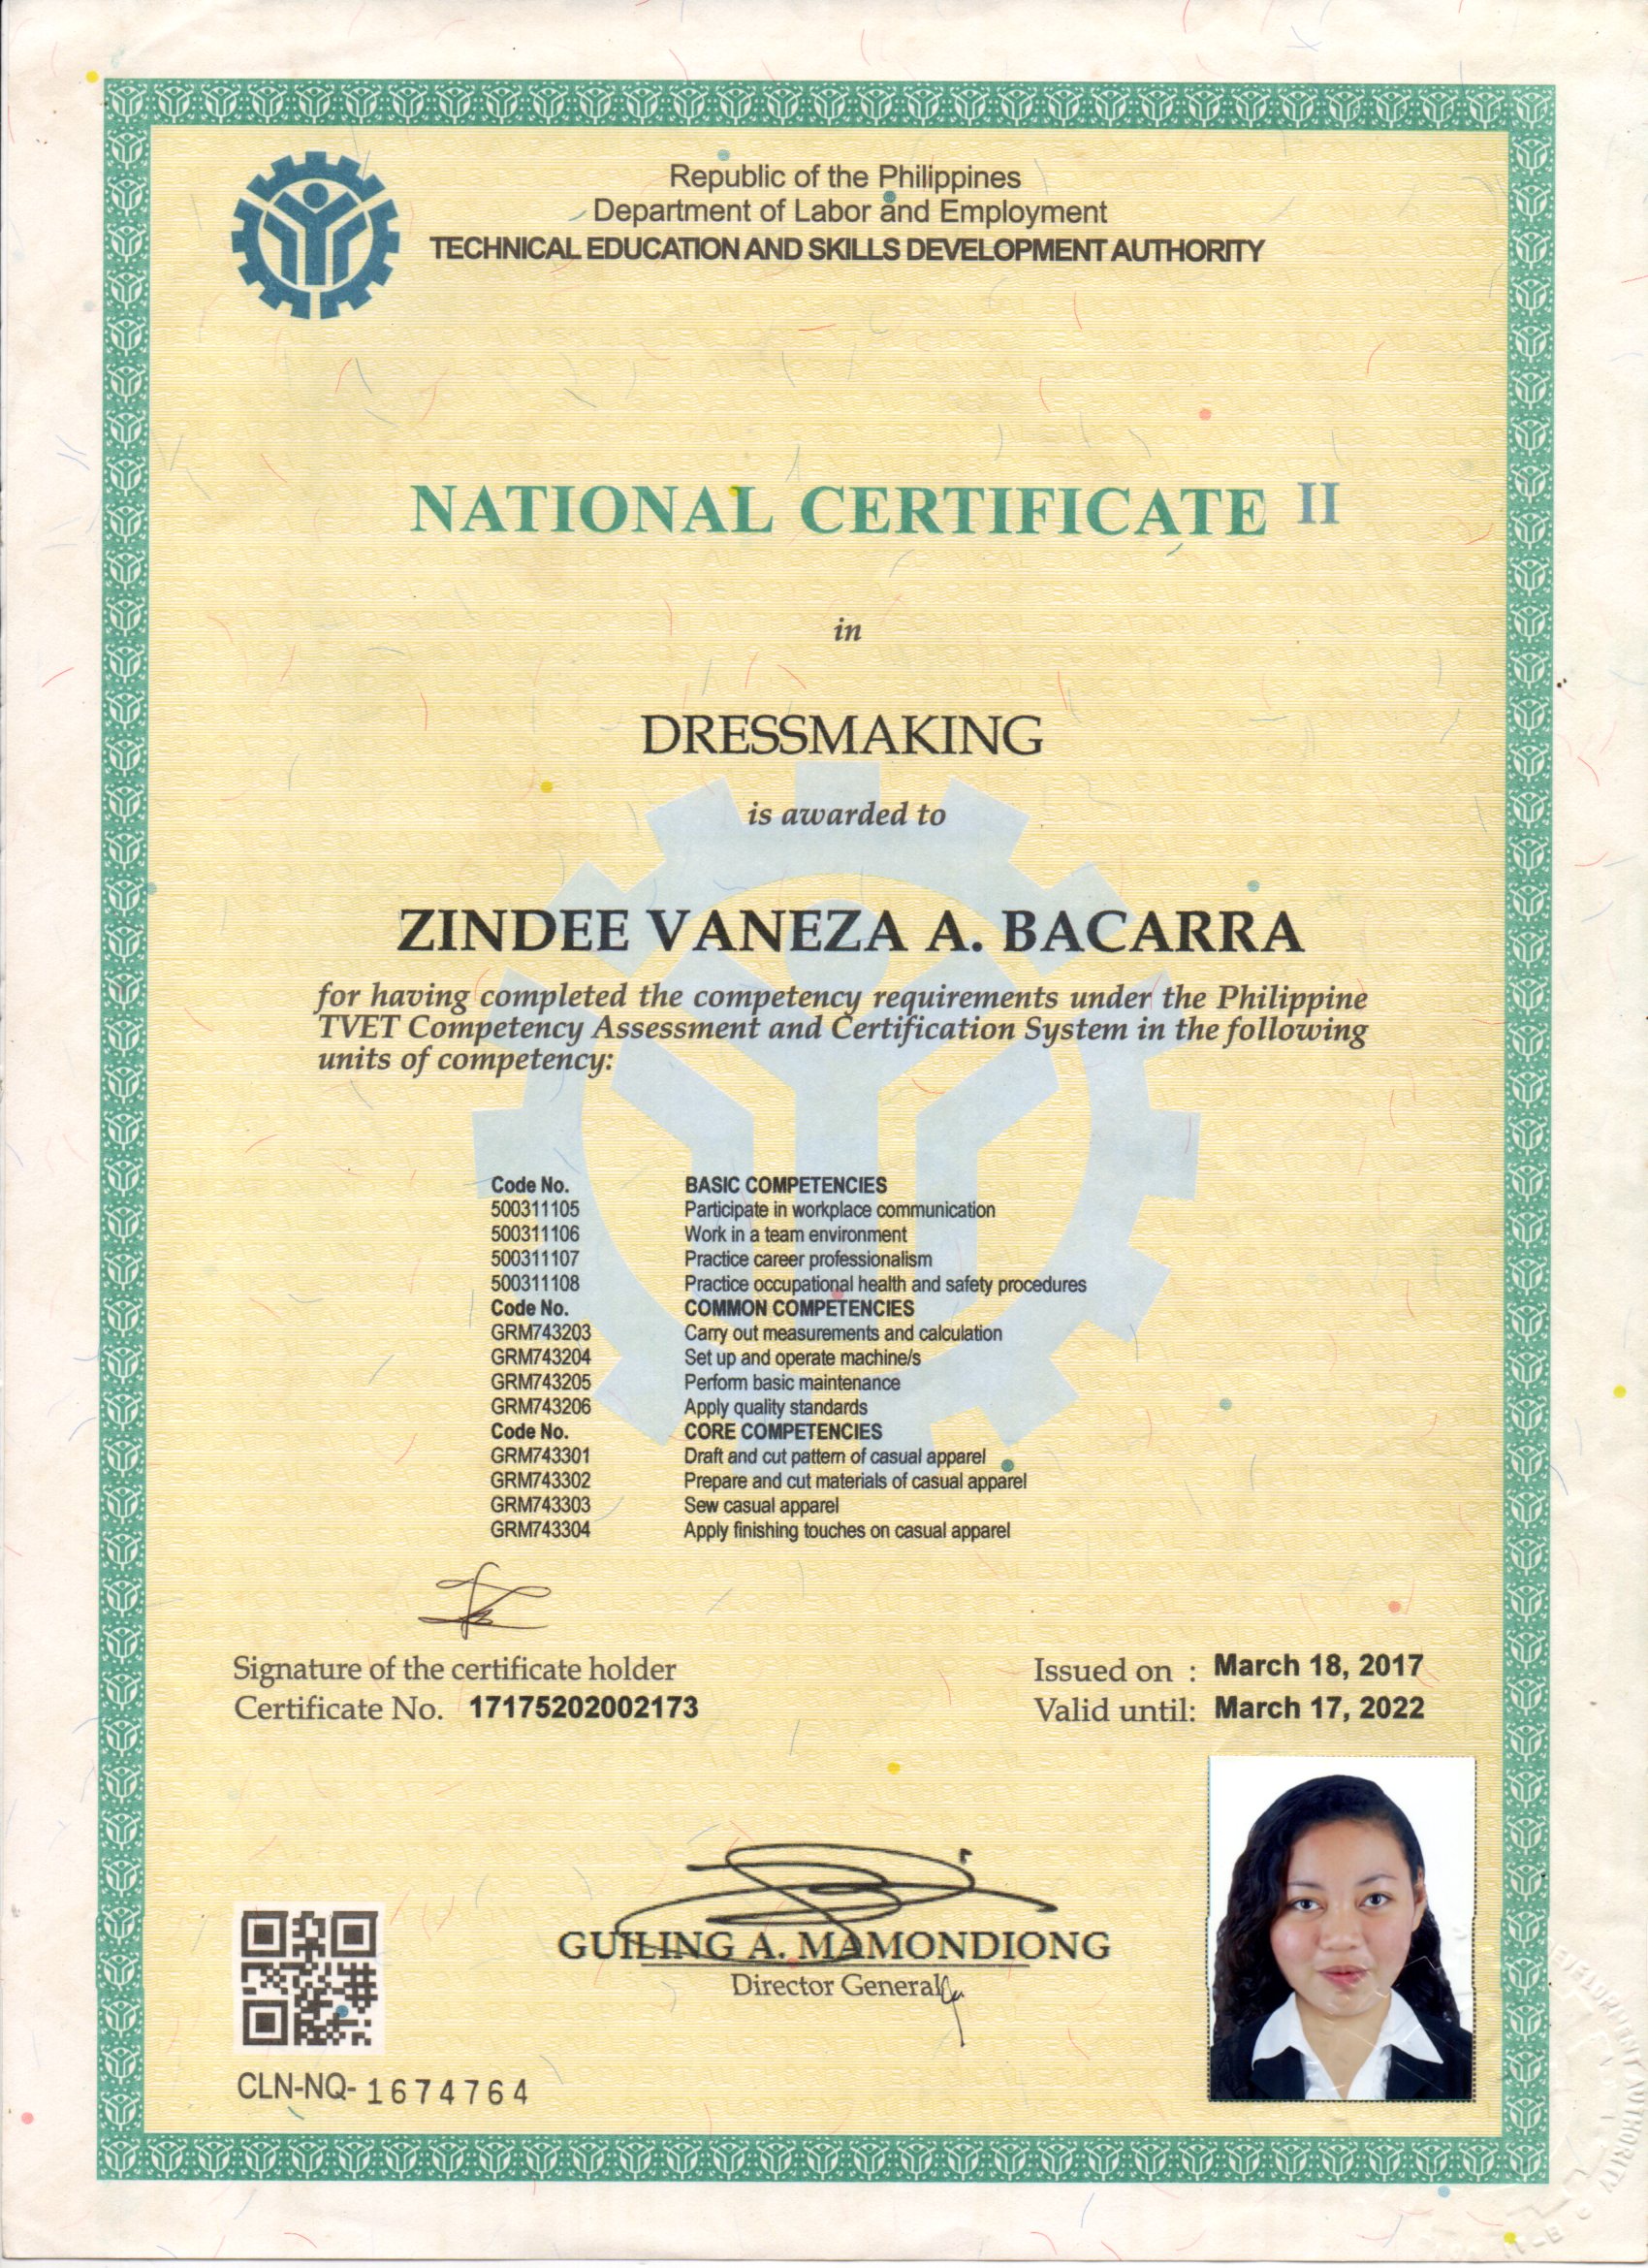 Republic of the Philippines
Department of Labor and Employment
TECHNICAL EDUCATION AND SKILLS DEVELOPMENT AUTHORITY
NATIONAL CERTIFICATE II
in
DRESSMAKING
is awarded to
ZINDEE VANEZA A. BACARRA
for having completed the competency requirements under the Philippine
TVET Competency Assessment and Certification System in the following
units of competency:
Code No. BASIC COMPETENCIES
500311105 Participate in workplace communication
500311106 Work in a team environment
500311107 Practice career professionalism
500311108 Practice occupational health and safety procedures
Code No. COMMON COMPETENCIES
GRM743203 Carry out measurements and calculation
GRM743204 Set up and operate machine/s
GRM743205 Perform basic maintenance
GRM743206 Apply quality standards
Code No. CORE COMPETENCIES
GRM743301 Draft and cut pattern of casual apparel
GRM743302 Prepare and cut materials of casual apparel
GRM743303 Sew casual apparel
GRM743304 Apply finishing touches on casual apparel
Signature of the certificate holder
Certificate No. 17175202002173
Issued on : March 18, 2017
Valid until: March 17, 2022
GUILING A. MAMONDIONG
Director General
CLN-NQ- 1674764
DEVELOPMENT AUTHORITY